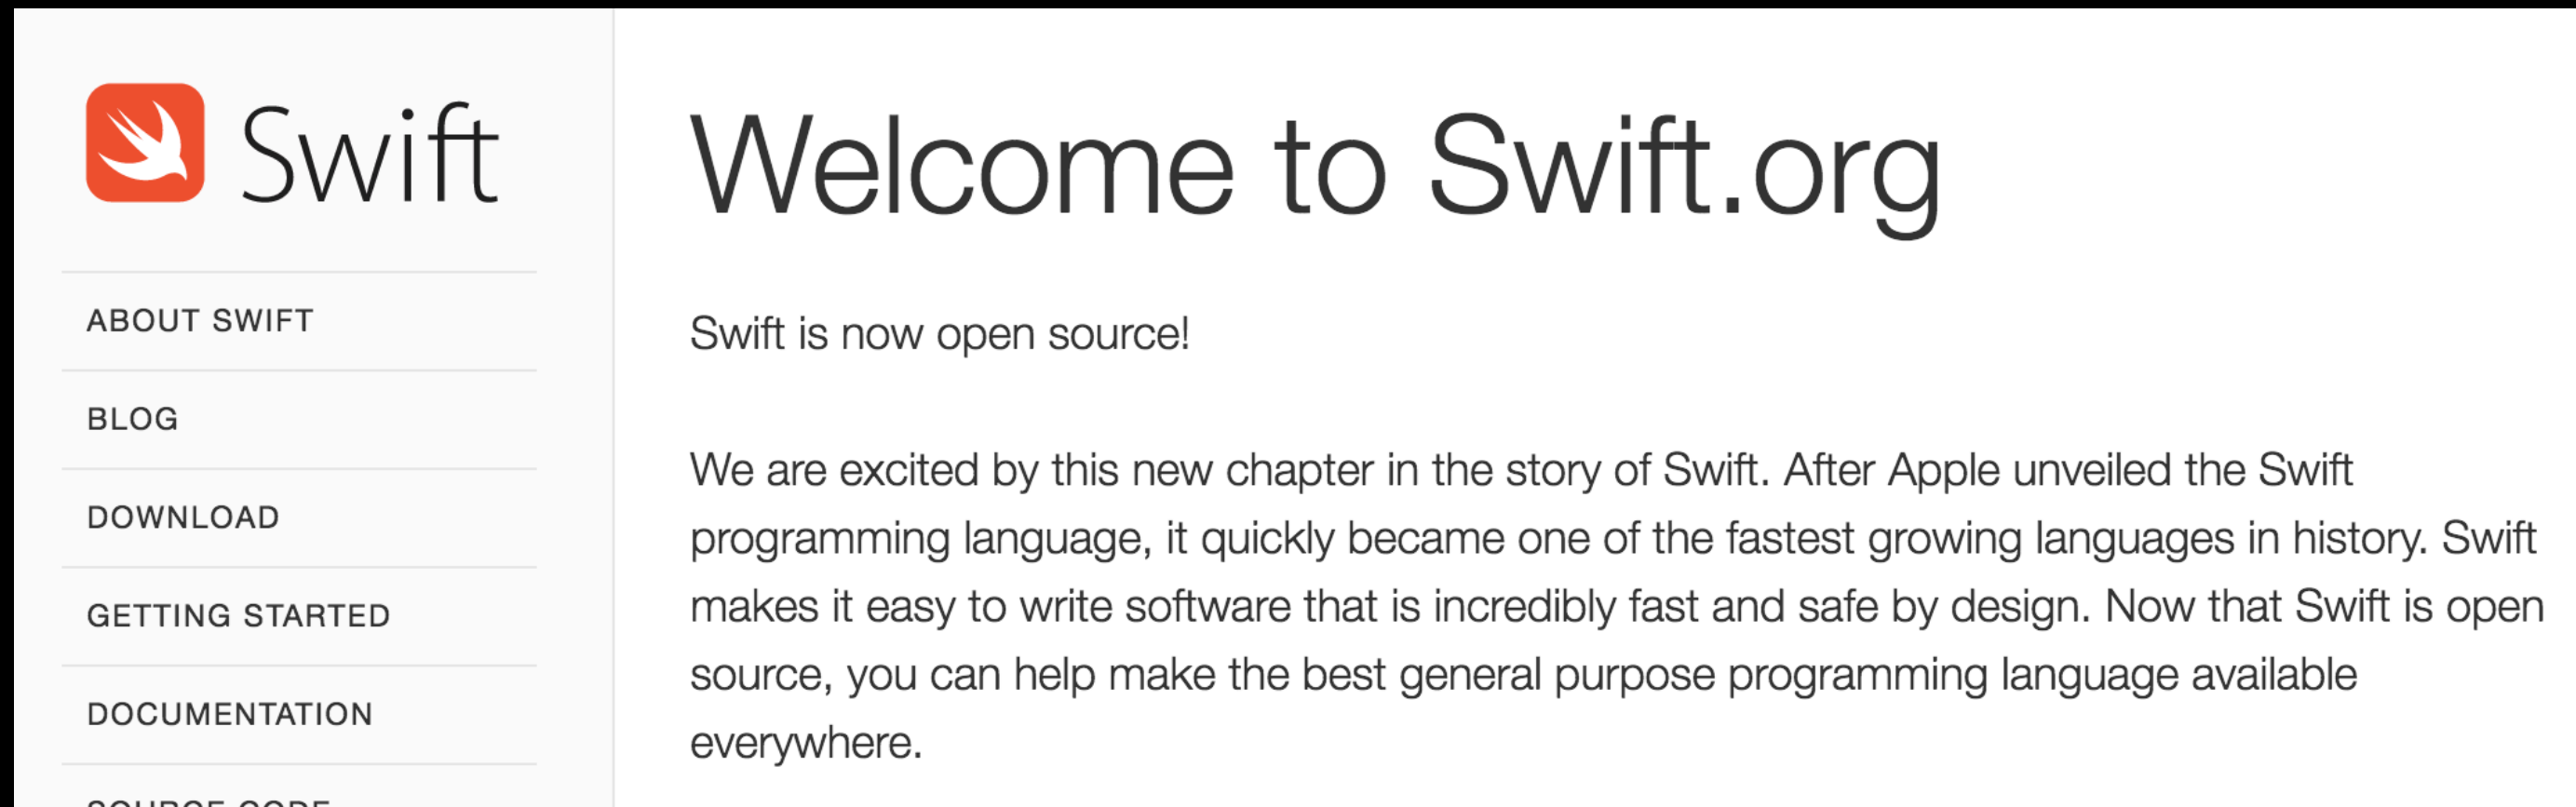 Swift
ABOUT SWIFT
BLOG
DOWNLOAD
GETTING STARTED
DOCUMENTATION
SOURCE CODE
Welcome to Swift.org
Swift is now open source!
We are excited by this new chapter in the story of Swift. After Apple unveiled the Swift
programming language, it quickly became one of the fastest growing languages in history. Swift
makes it easy to write software that is incredibly fast and safe by design. Now that Swift is open
source, you can help make the best general purpose programming language available
everywhere.